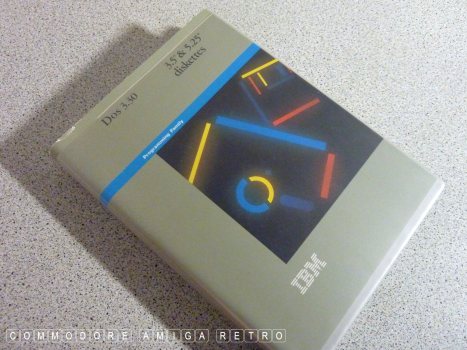 Dos 3.30
3.5" & 5.25"
diskettes
Programming Family
IBM
COMMODORE AMIGA RETRO